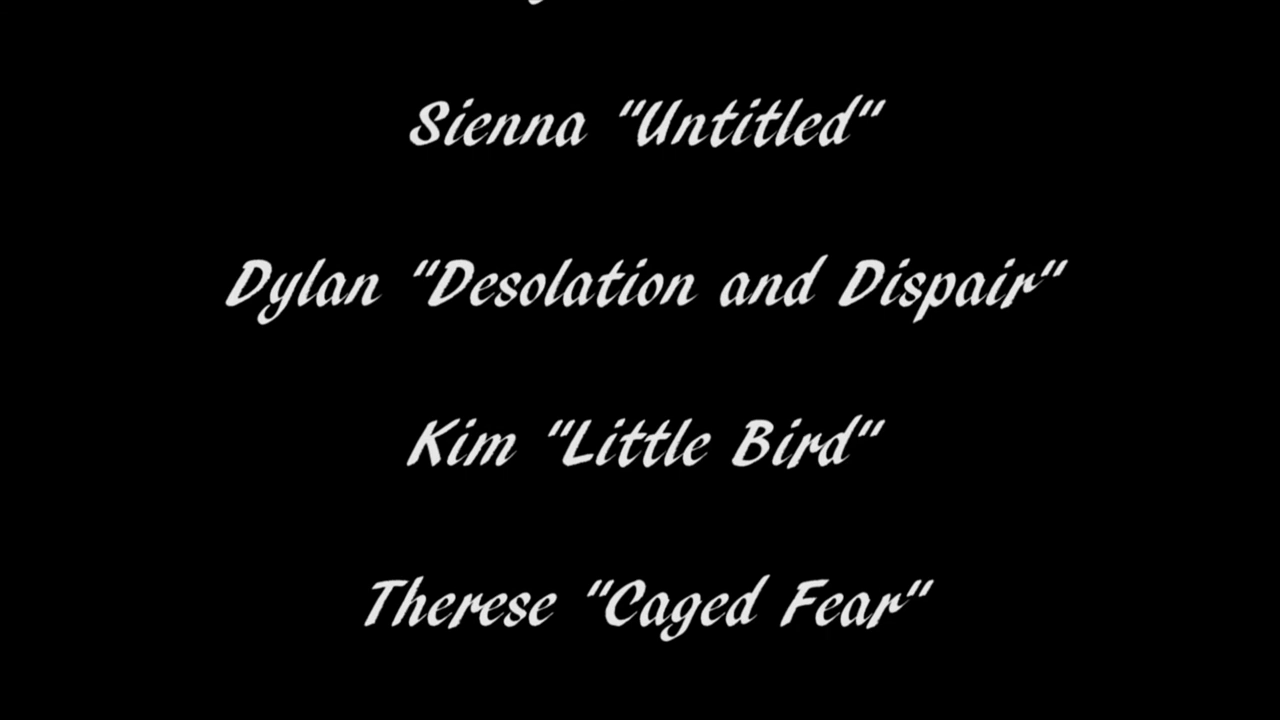 Sienna “Untitled“
Dylan “Desolation and Dispair“
Kim “Little Bird“
Therese “Caged Fear“